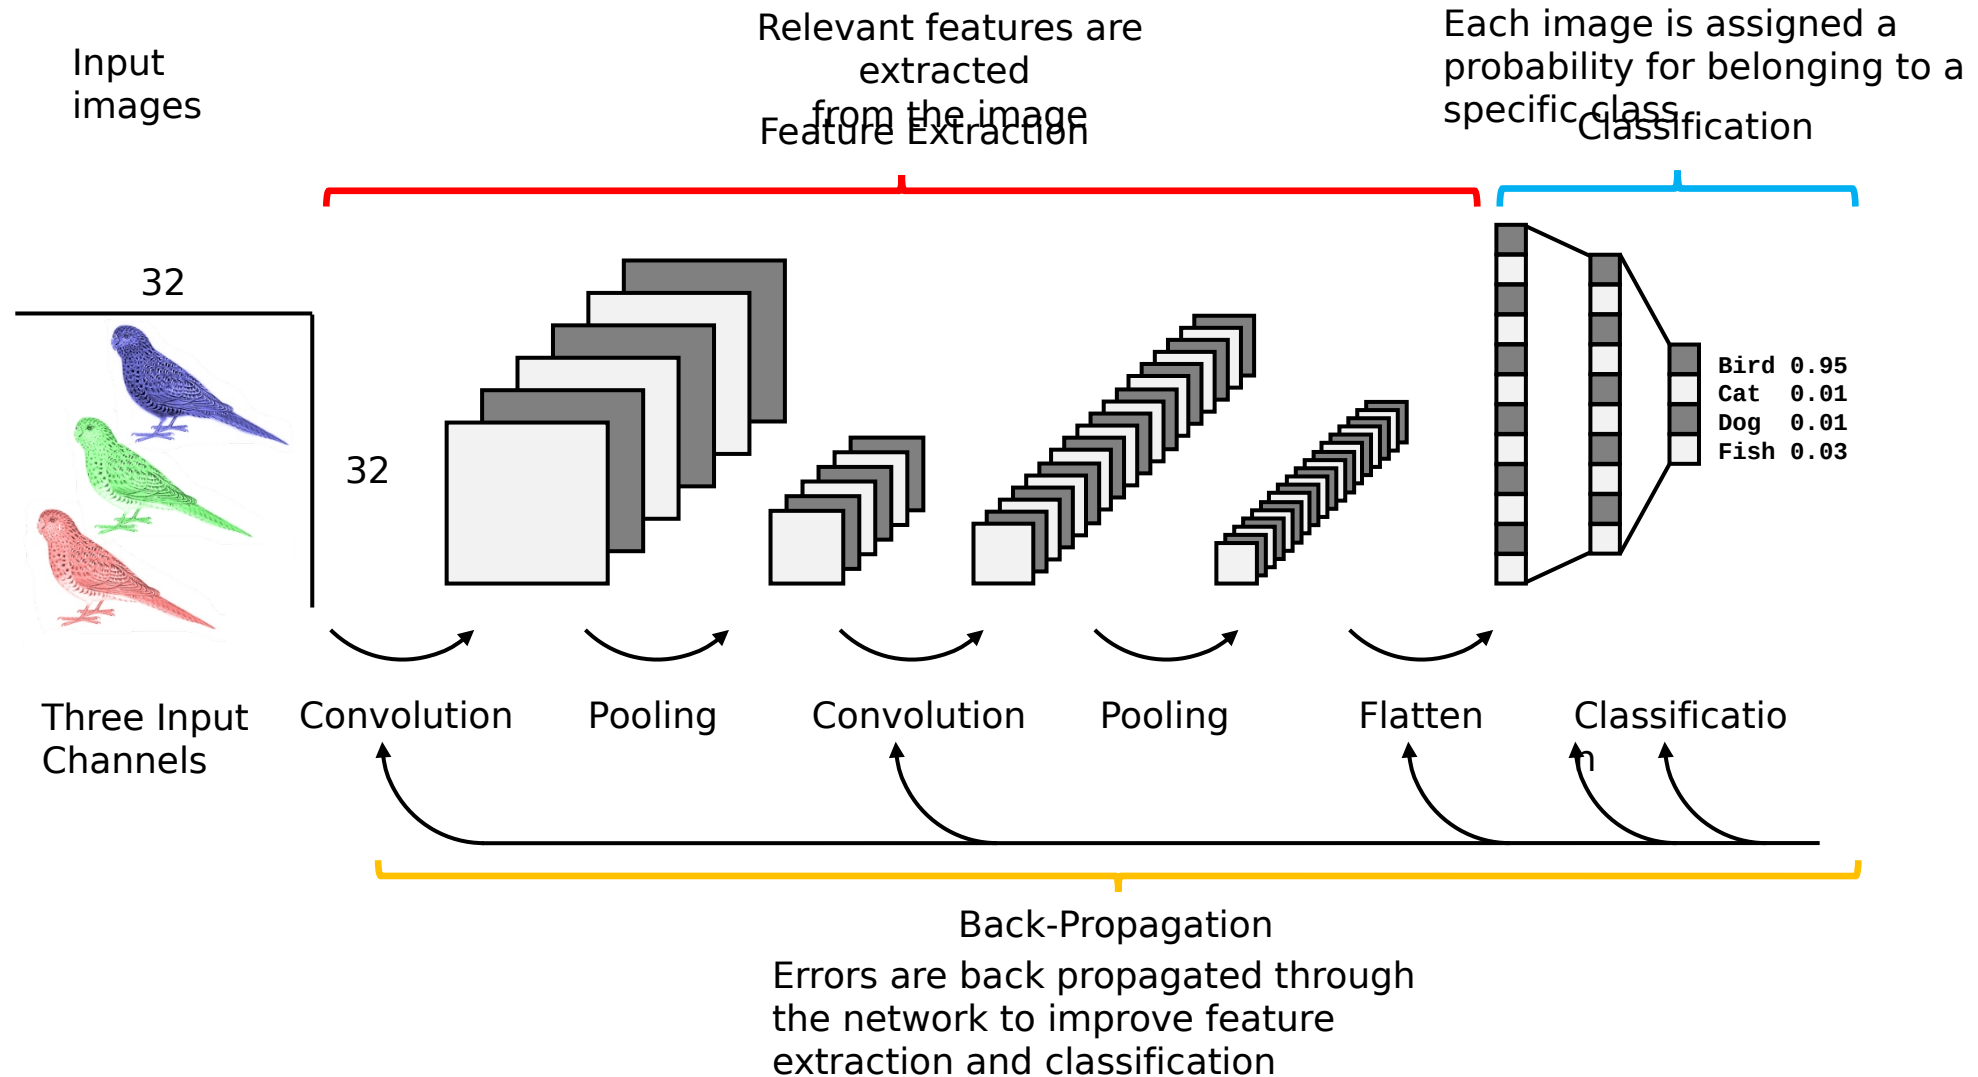 Input
images
Relevant features are
extracted
from the image
Feature Extraction
Each image is assigned a
probability for belonging to a
specific class
Classification
32
32
Bird 0.95
Cat 0.01
Dog 0.01
Fish 0.03
Three Input
Channels
Convolution
Pooling
Convolution
Pooling
Flatten
Classificatio
n
Back-Propagation
Errors are back propagated through
the network to improve feature
extraction and classification